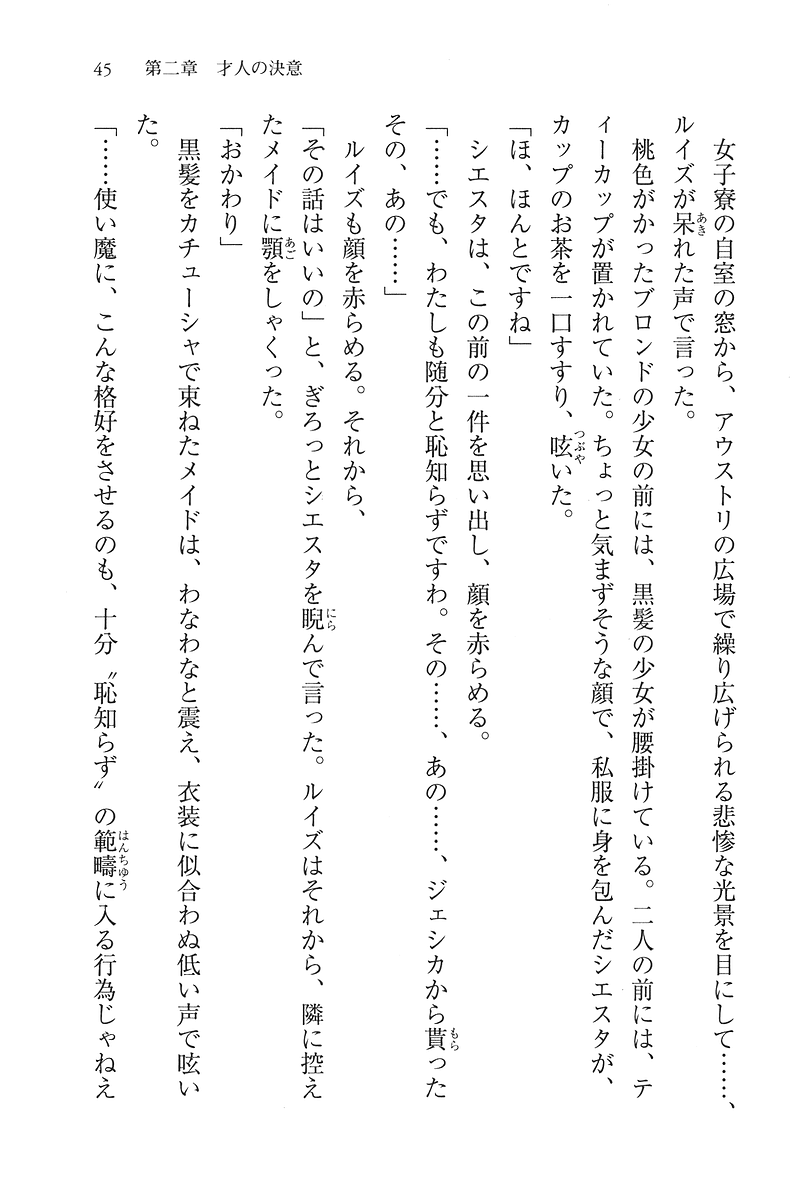 45　第二章　才人の決意
　女子寮の自室の窓から、アウストリの広場で繰り広げられる悲惨な光景を目にして……、
ルイズが呆れた声で言った。
　桃色がかったブロンドの少女の前には、黒髪の少女が腰掛けている。二人の前には、テ
ィーカップが置かれていた。ちょっと気まずそうな顔で、私服に身を包んだシエスタが、
カップのお茶を一口すすり、呟いた。
「ほ、ほんとですね」
　シエスタは、この前の一件を思い出し、顔を赤らめる。
「……でも、わたしも随分と恥知らずですわ。その……、あの……、ジェシカから貰った
その、あの……」
　ルイズも顔を赤らめる。それから、
「その話はいいの」と、ぎろっとシエスタを睨んで言った。ルイズはそれから、隣に控え
たメイドに顎をしゃくった。
「おかわり」
　黒髪をカチューシャで束ねたメイドは、わなわなと震え、衣装に似合わぬ低い声で呟い
た。
「……使い魔に、こんな格好をさせるのも、十分〝恥知らず〟の範疇に入る行為じゃねえ